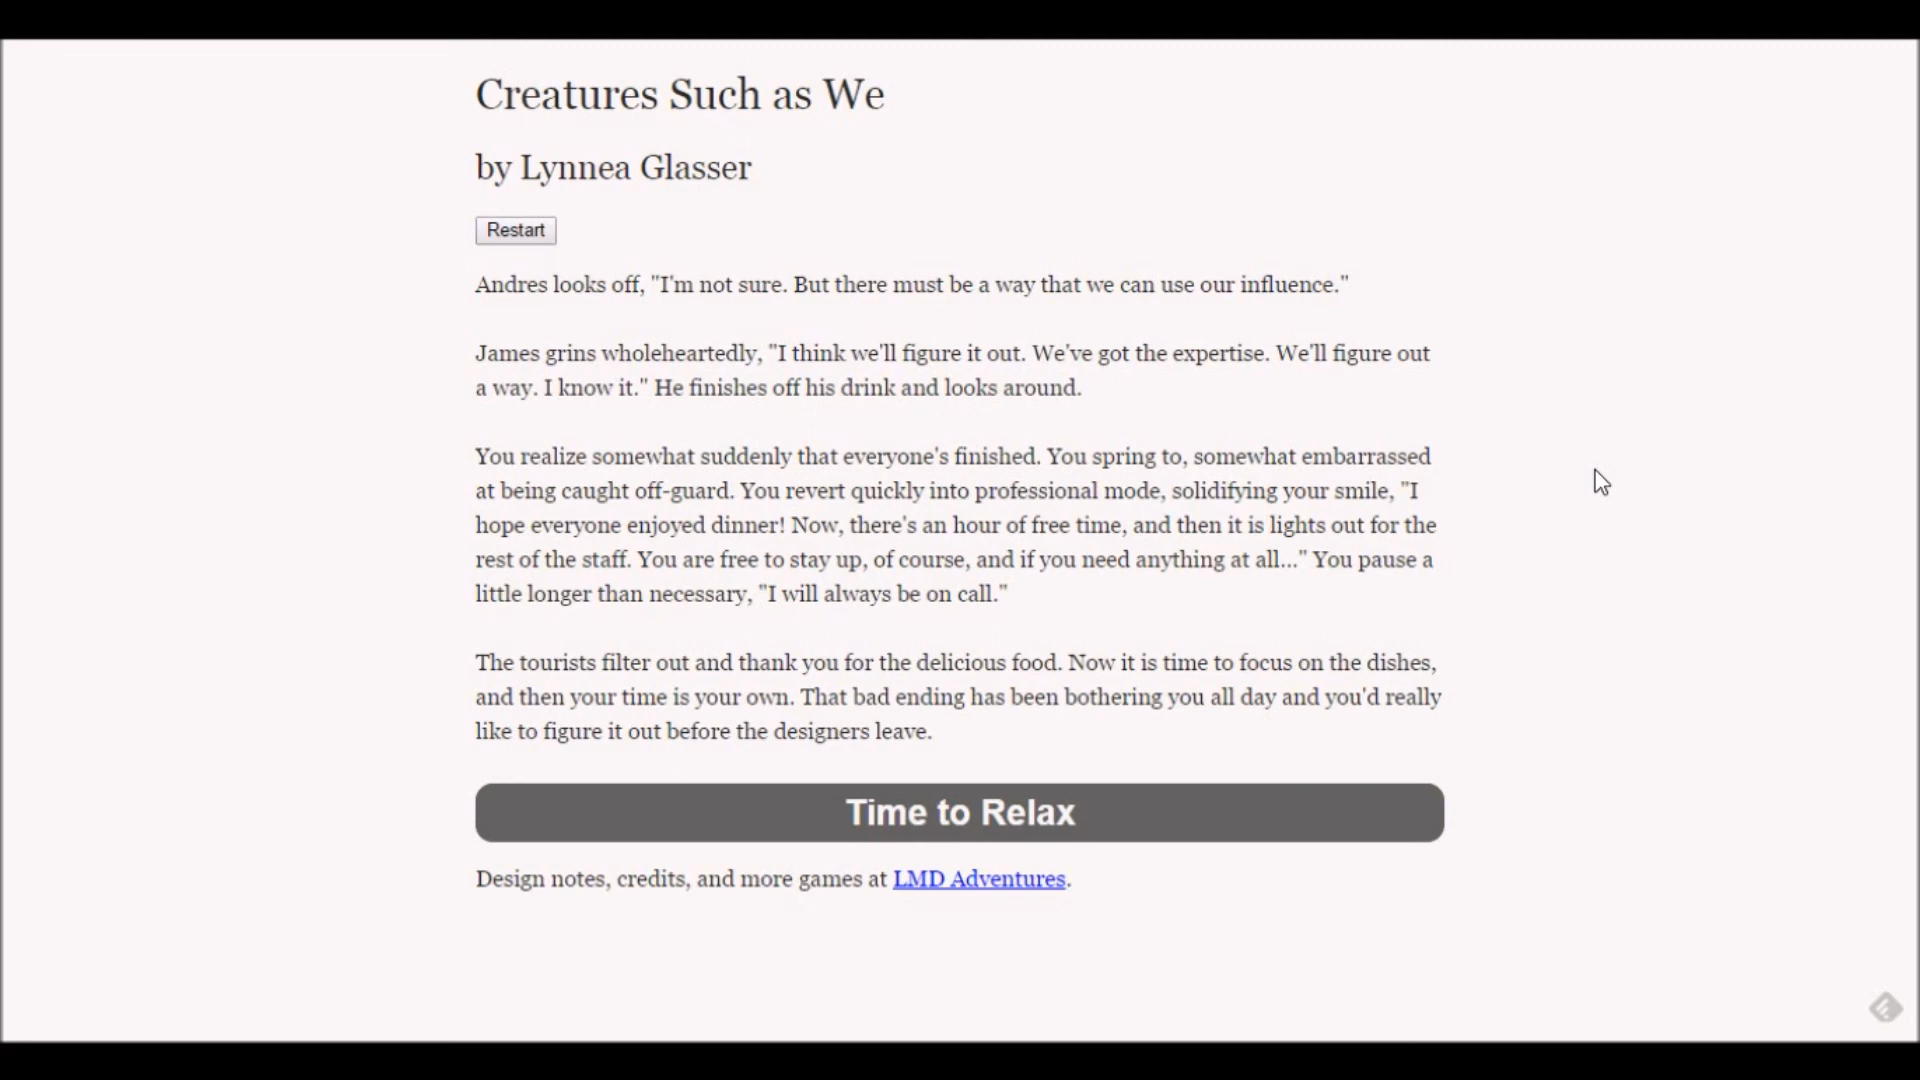 Creatures Such as We
by Lynnea Glasser
Restart
Andres looks off, "I'm not sure. But there must be a way that we can use our influence."
James grins wholeheartedly, "I think we'll figure it out. We've got the expertise. We'll figure out
a way. I know it." He finishes off his drink and looks around.
You realize somewhat suddenly that everyone's finished. You spring to, somewhat embarrassed
at being caught off-guard. You revert quickly into professional mode, solidifying your smile, "I
hope everyone enjoyed dinner! Now, there's an hour of free time, and then it is lights out for the
rest of the staff. You are free to stay up, of course, and if you need anything at all..." You pause a
little longer than necessary, "I will always be on call."
The tourists filter out and thank you for the delicious food. Now it is time to focus on the dishes,
and then your time is your own. That bad ending has been bothering you all day and you'd really
like to figure it out before the designers leave.
Time to Relax
Design notes, credits, and more games at LMD Adventures.